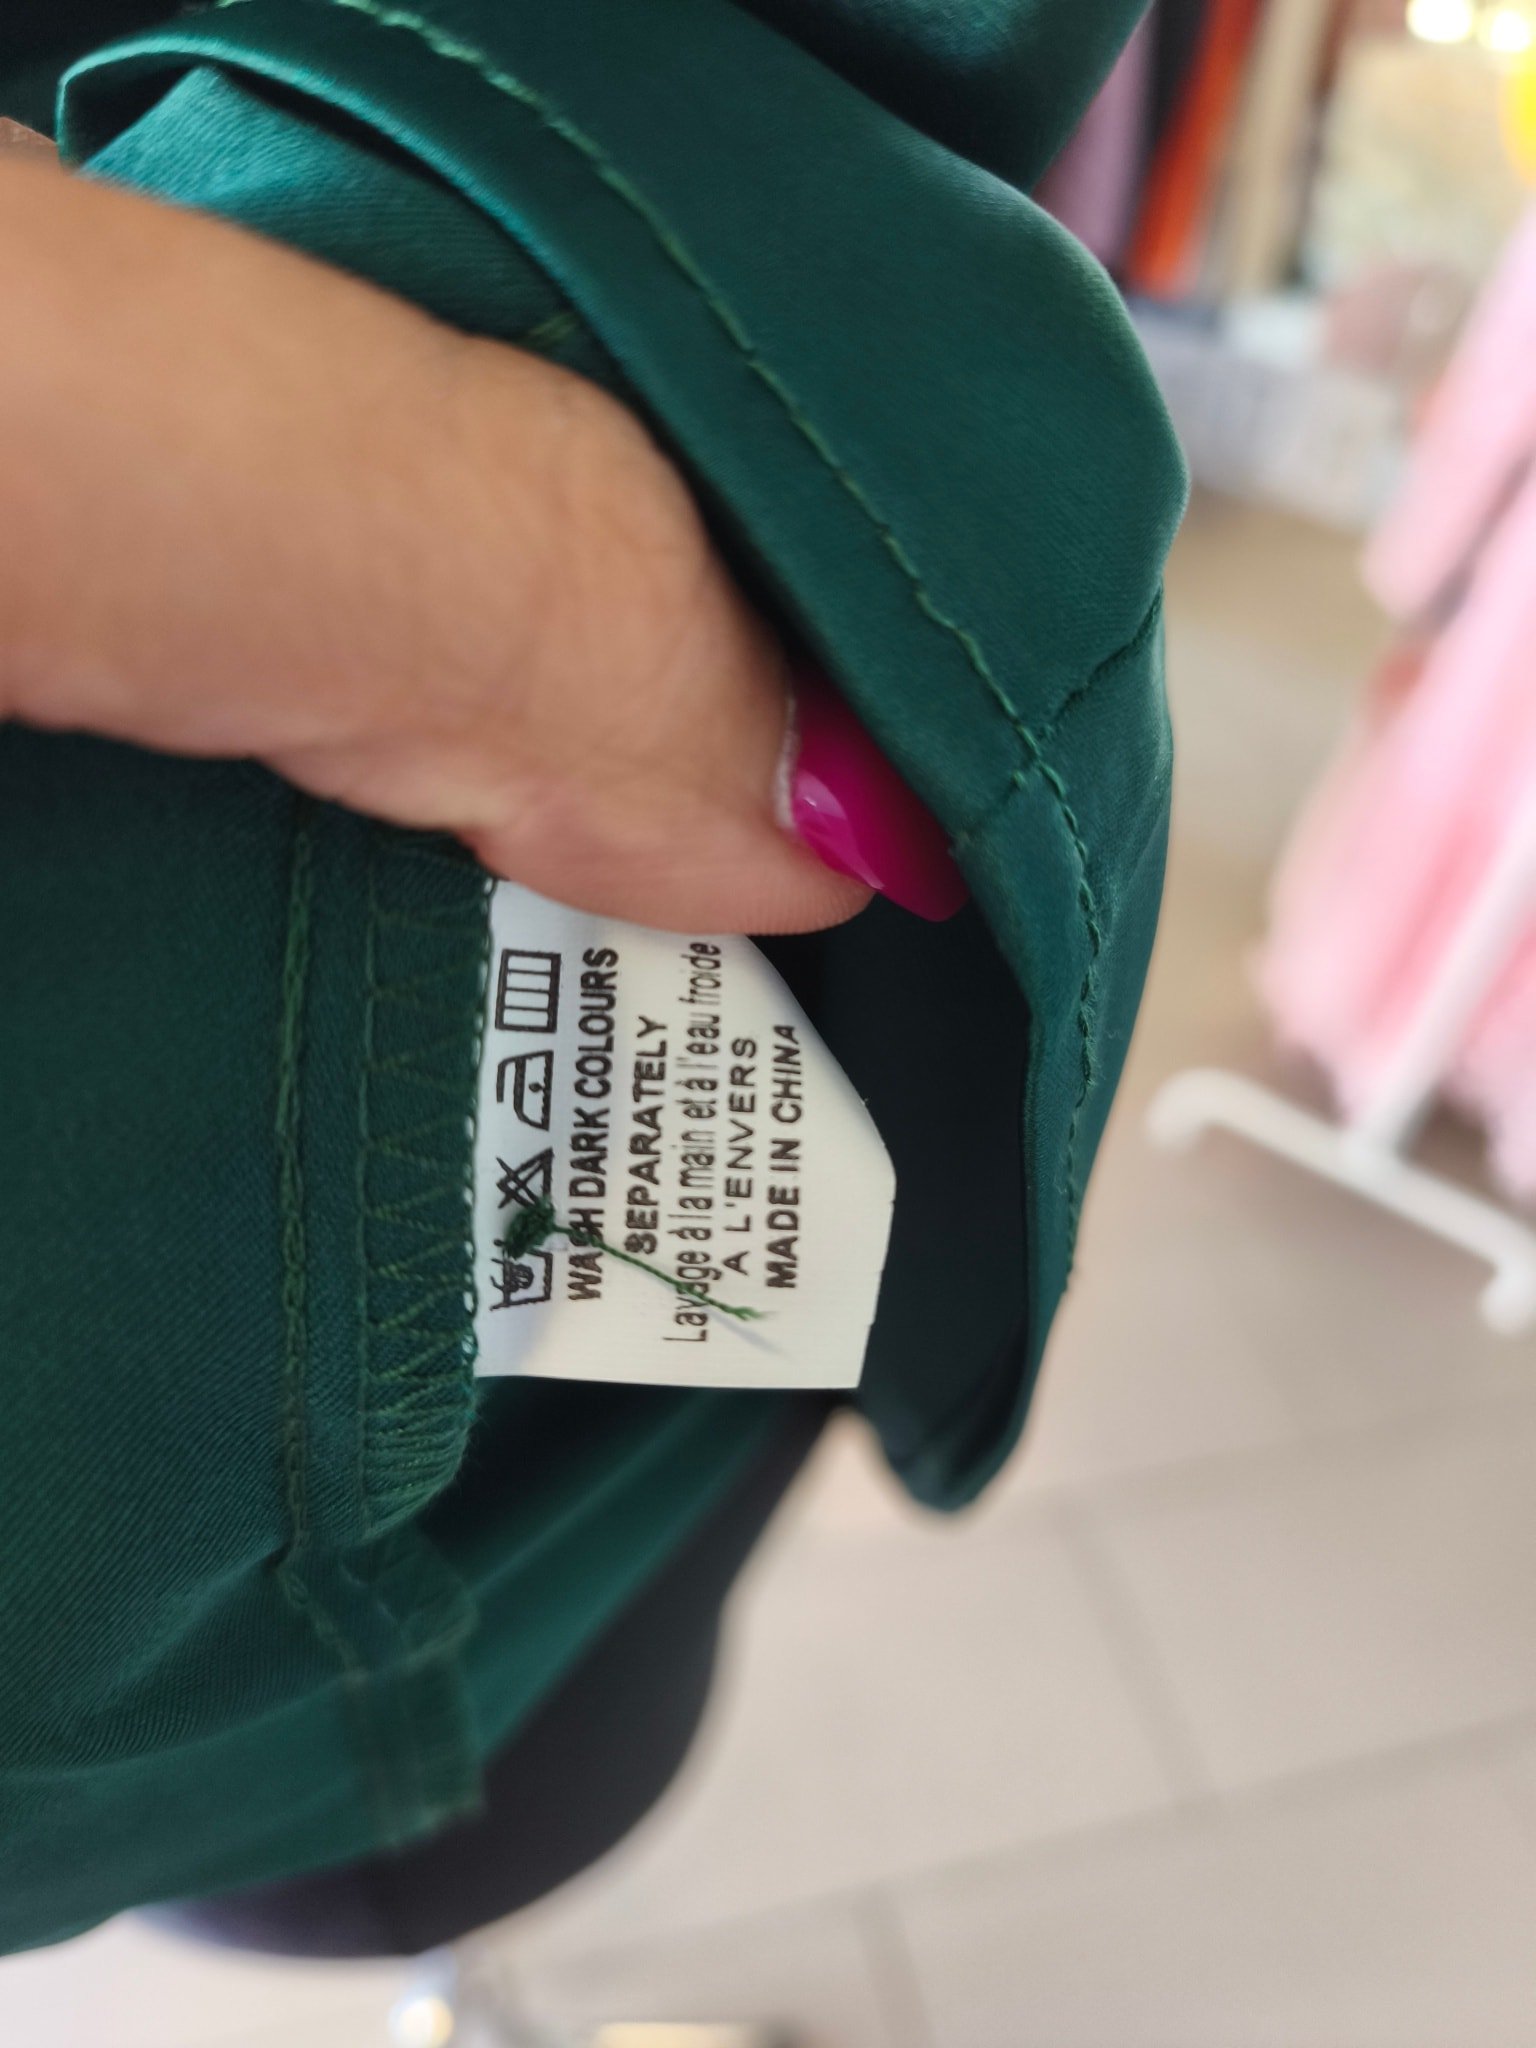 WASH DARK COLOURS
SEPARATELY
Lavage à la main et à l'eau froide
A L'ENVERS
MADE IN CHINA